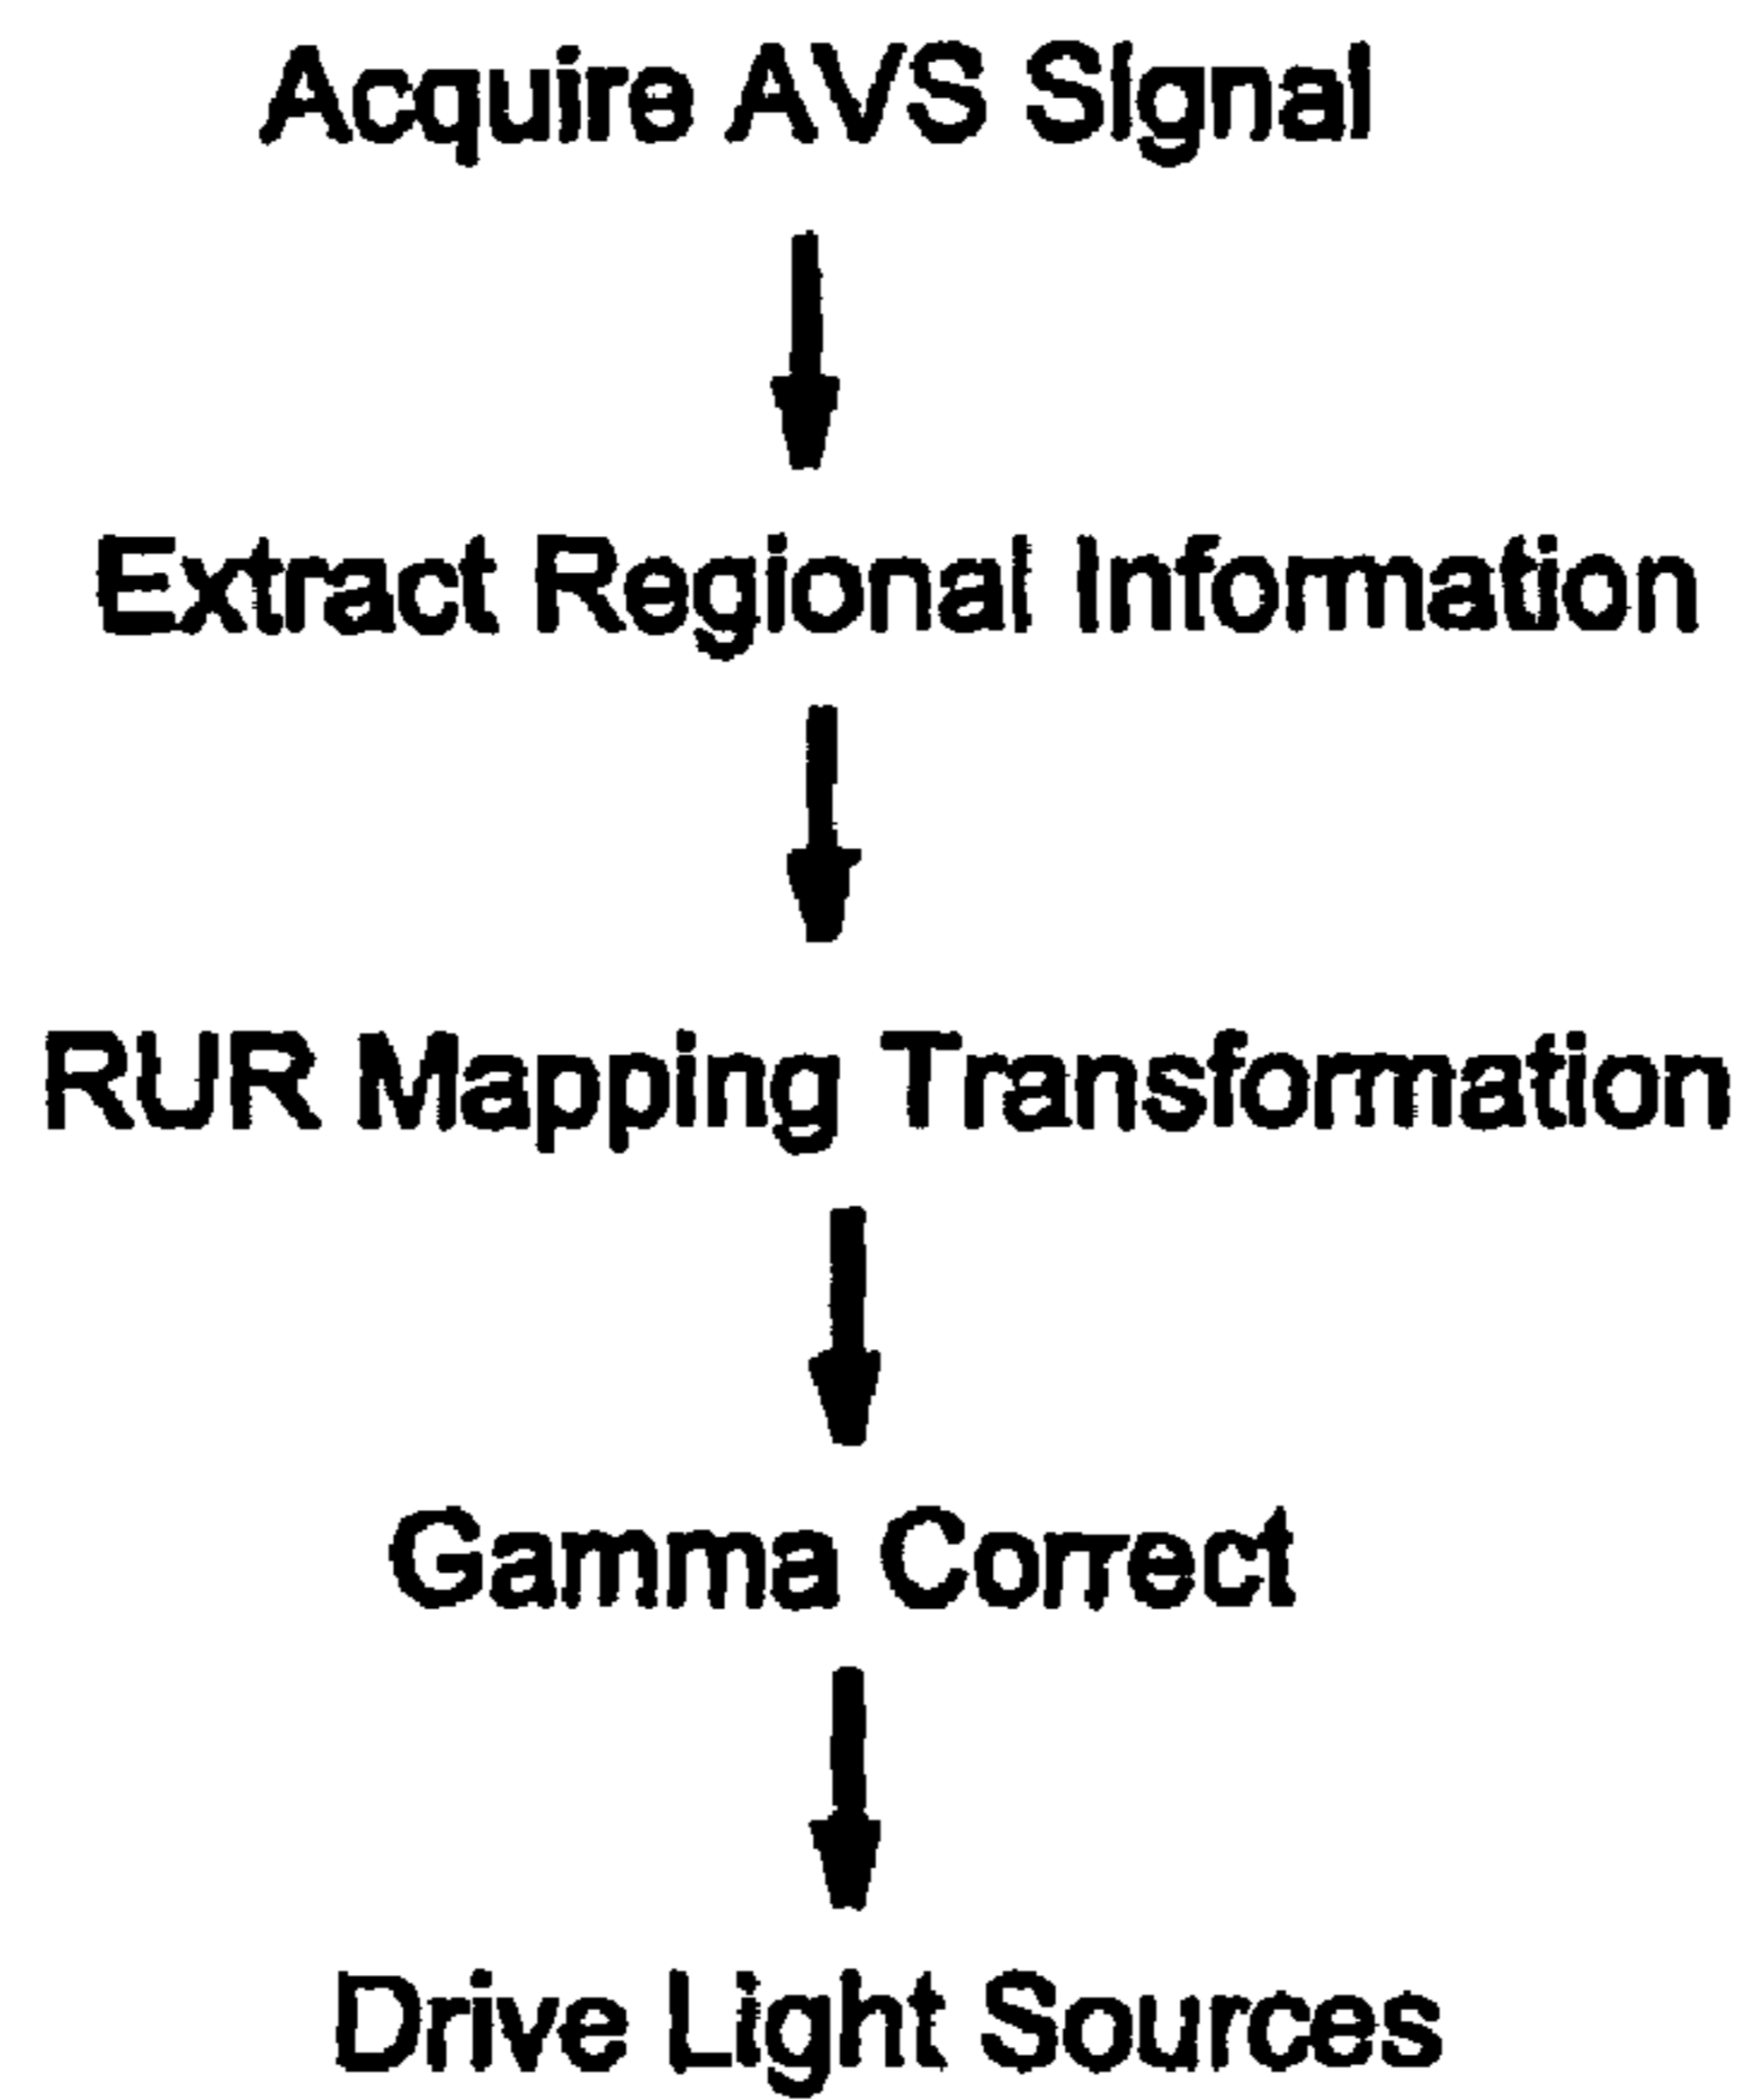 Acquire AVS Signal
Extract Regional Information
RUR Mapping Transformation
Gamma Correct
Drive Light Sources